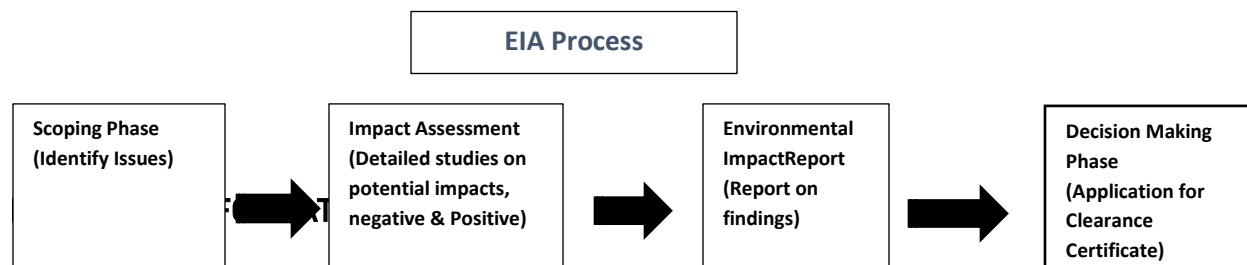 EIA Process
Scoping Phase
(Identify Issues)
Impact Assessment
(Detailed studies on
potential impacts,
negative & Positive)
Environmental
ImpactReport
(Report on
findings)
Decision Making
Phase
(Application for
Clearance
Certificate)